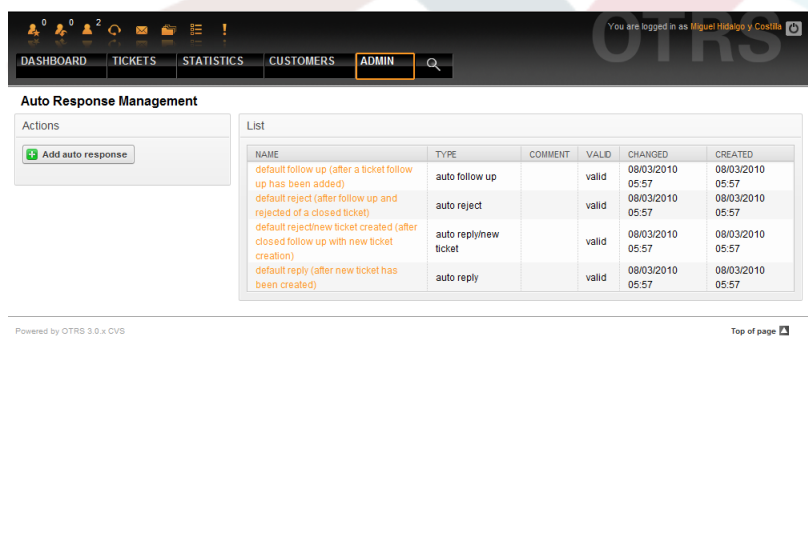 0 0 2
You are logged in as Miguel Hidalgo y Costilla
OTRS
DASHBOARD TICKETS STATISTICS CUSTOMERS ADMIN
Auto Response Management
Actions
Add auto response
List
NAME TYPE COMMENT VALID CHANGED CREATED
default follow up (after a ticket follow
up has been added) auto follow up valid 08/03/2010 05:57 08/03/2010 05:57
default reject (after follow up and
rejected of a closed ticket) auto reject valid 08/03/2010 05:57 08/03/2010 05:57
default reject/new ticket created (after
closed follow up with new ticket
creation) auto reply/new ticket valid 08/03/2010 05:57 08/03/2010 05:57
default reply (after new ticket has
been created) auto reply valid 08/03/2010 05:57 08/03/2010 05:57
Powered by OTRS 3.0.x CVS
Top of page